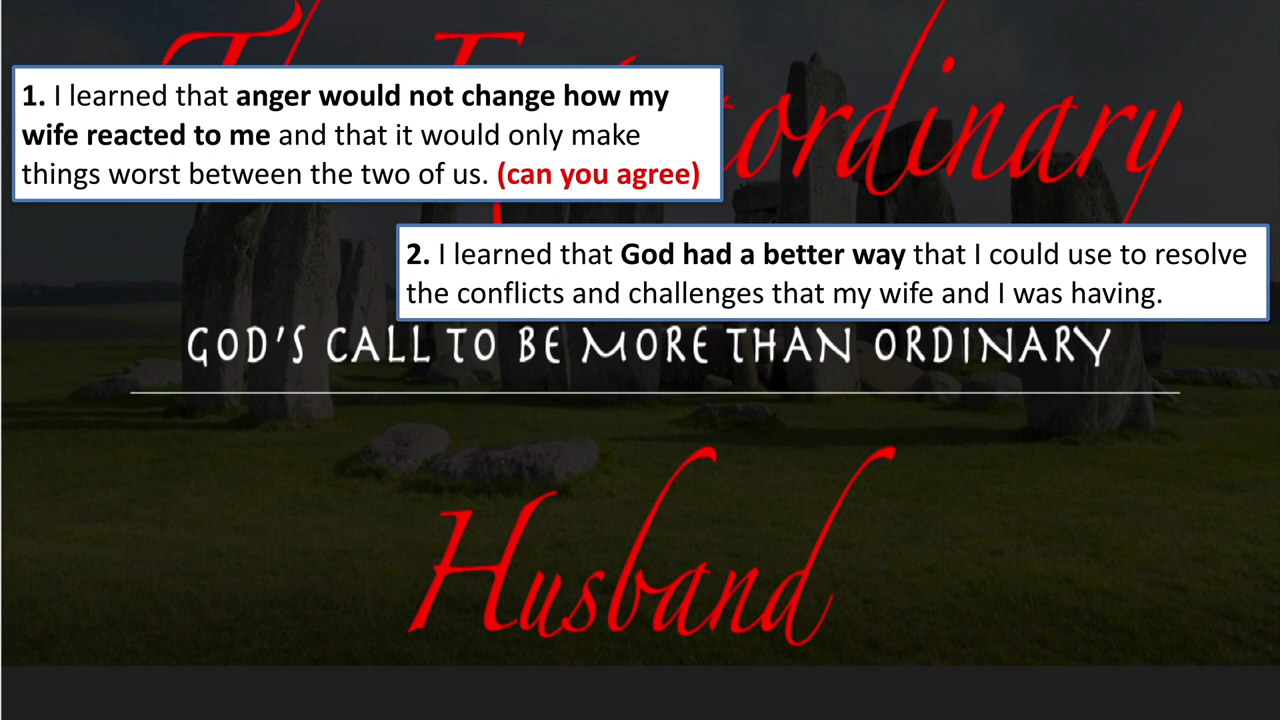 The
1. I learned that anger would not change how my
wife reacted to me and that it would only make
things worst between the two of us. (can you agree)
ordinary
2. I learned that God had a better way that I could use to resolve
the conflicts and challenges that my wife and I was having.
GOD'S CALL TO BE MORE THAN ORDINARY
Husband